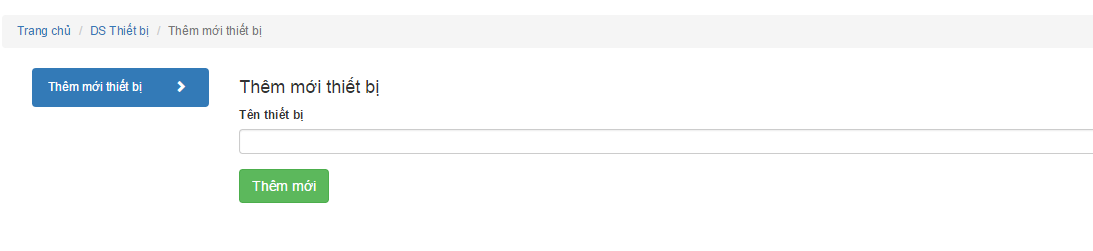 Trang chủ / DS Thiết bị / Thêm mới thiết bị
Thêm mới thiết bị
Thêm mới thiết bị
Tên thiết bị
Thêm mới